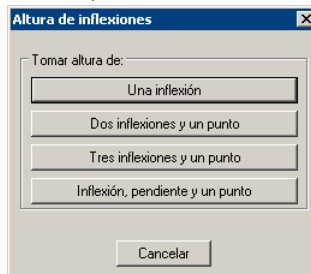 Altura de inflexiones
Tomar altura de:
Una inflexión
Dos inflexiones y un punto
Tres inflexiones y un punto
Inflexión, pendiente y un punto
Cancelar